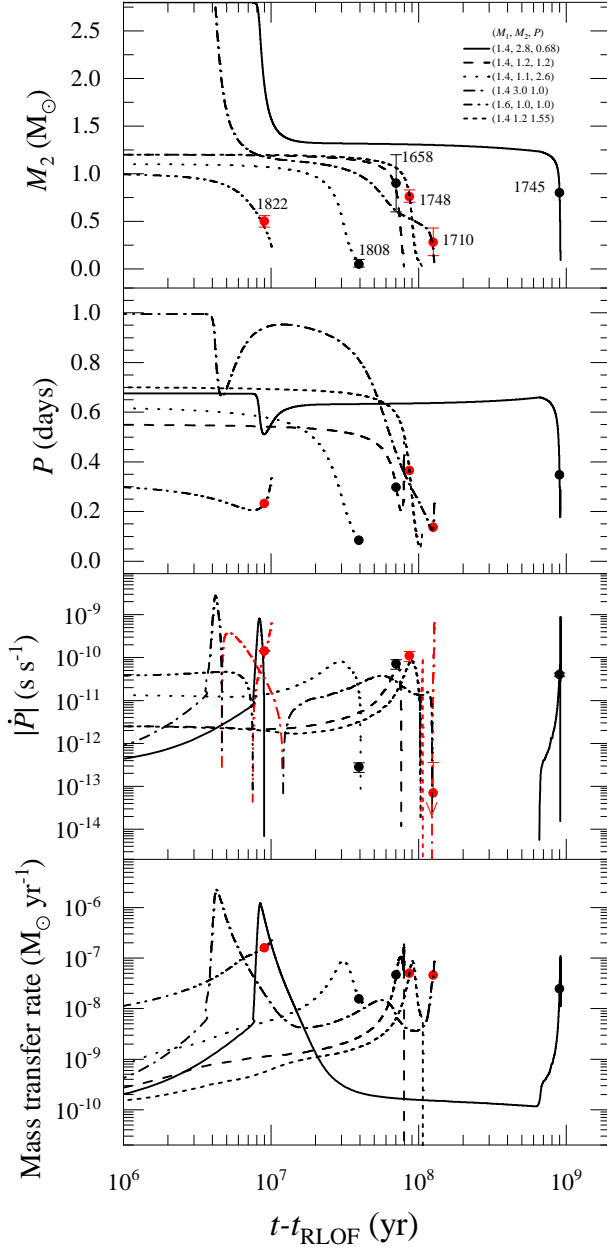 (M₁, M₂, P)
(1.4, 2.8, 0.68)
(1.4, 1.2, 1.2)
(1.4, 1.1, 2.6)
(1.4 3.0 1.0)
(1.6, 1.0, 1.0)
(1.4 1.2 1.55)
2.5
2.0
1.5
1.0
0.5
0.0
M₂ (M⊙)
1658
1745
1822
1748
1710
1808
1.0
0.8
0.6
0.4
0.2
0.0
P (days)
10⁻⁹
10⁻¹⁰
10⁻¹¹
10⁻¹²
10⁻¹³
10⁻¹⁴
|Ṗ| (s s⁻¹)
10⁻⁶
10⁻⁷
10⁻⁸
10⁻⁹
10⁻¹⁰
Mass transfer rate (M⊙ yr⁻¹)
10⁶ 10⁷ 10⁸ 10⁹
t-t_RLOF (yr)